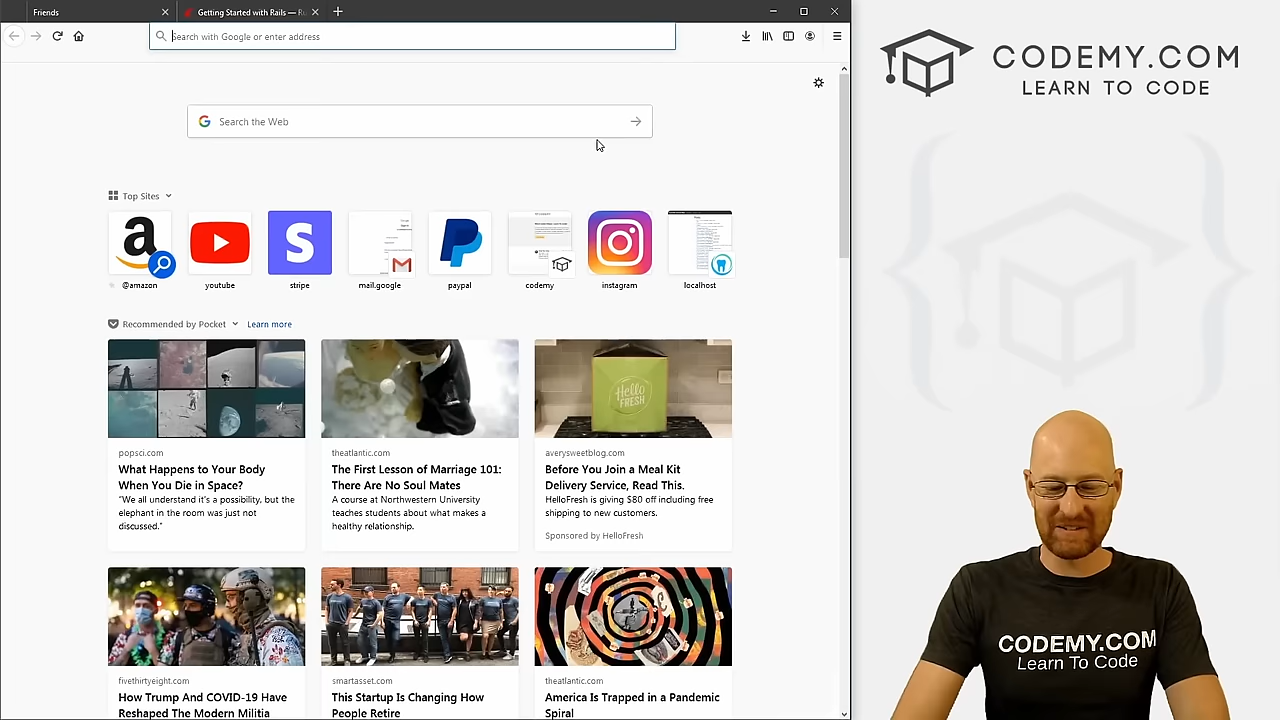 Friends
Getting Started with Rails — Ru
Search with Google or enter address
CODEMY.COM
LEARN TO CODE
Search the Web
Top Sites
@amazon
youtube
stripe
mail.google
paypal
codemy
instagram
localhost
Recommended by Pocket
Learn more
popsci.com
What Happens to Your Body
When You Die in Space?
"We all understand it's a possibility, but the
elephant in the room was just not
discussed."
theatlantic.com
The First Lesson of Marriage 101:
There Are No Soul Mates
A course at Northwestern University
teaches students about what makes a
healthy relationship.
Hello
FRESH
averysweetblog.com
Before You Join a Meal Kit
Delivery Service, Read This.
HelloFresh is giving $80 off including free
shipping to new customers.
Sponsored by HelloFresh
fivethirtyeight.com
How Trump And COVID-19 Have
Reshaped The Modern Militia
smartasset.com
This Startup Is Changing How
People Retire
theatlantic.com
America Is Trapped in a Pandemic
Spiral
CODEMY.COM
Learn To Code